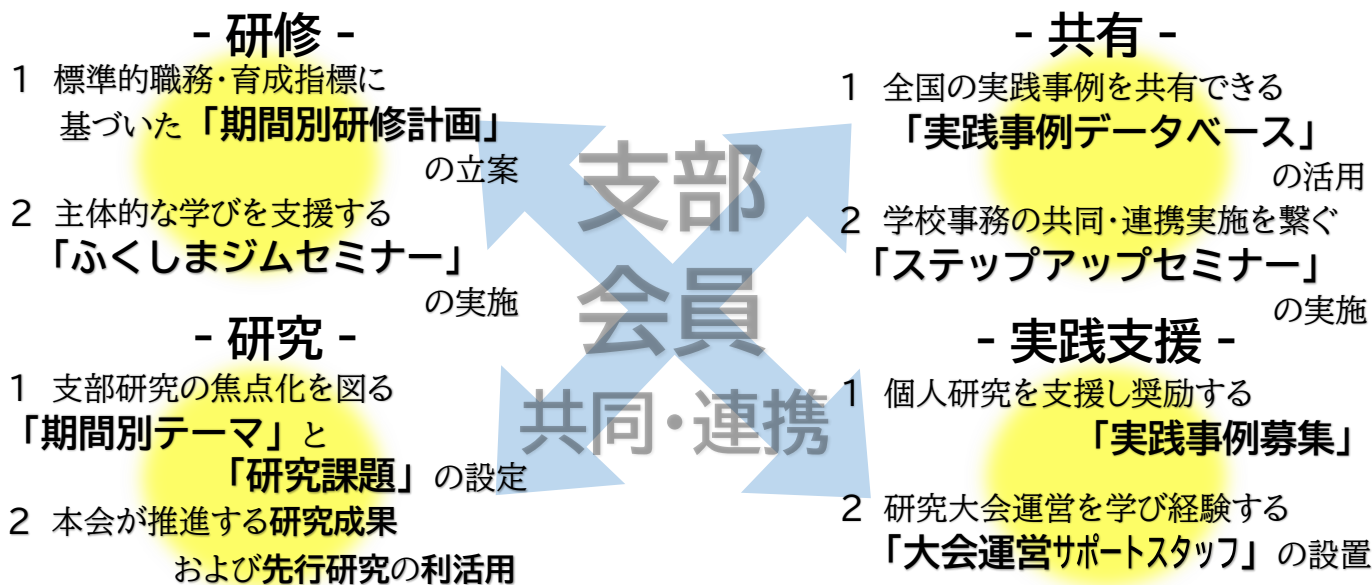 - 研修 -
1 標準的職務・育成指標に
基づいた「期間別研修計画」
の立案
2 主体的な学びを支援する
「ふくしまジムセミナー」
の実施
- 研究 -
1 支部研究の焦点化を図る
「期間別テーマ」と
「研究課題」の設定
2 本会が推進する研究成果
および先行研究の利活用
支部
会員
共同・連携
- 共有 -
1 全国の実践事例を共有できる
「実践事例データベース」
の活用
2 学校事務の共同・連携実施を繋ぐ
「ステップアップセミナー」
の実施
- 実践支援 -
1 個人研究を支援し奨励する
「実践事例募集」
2 研究大会運営を学び経験する
「大会運営サポートスタッフ」の設置